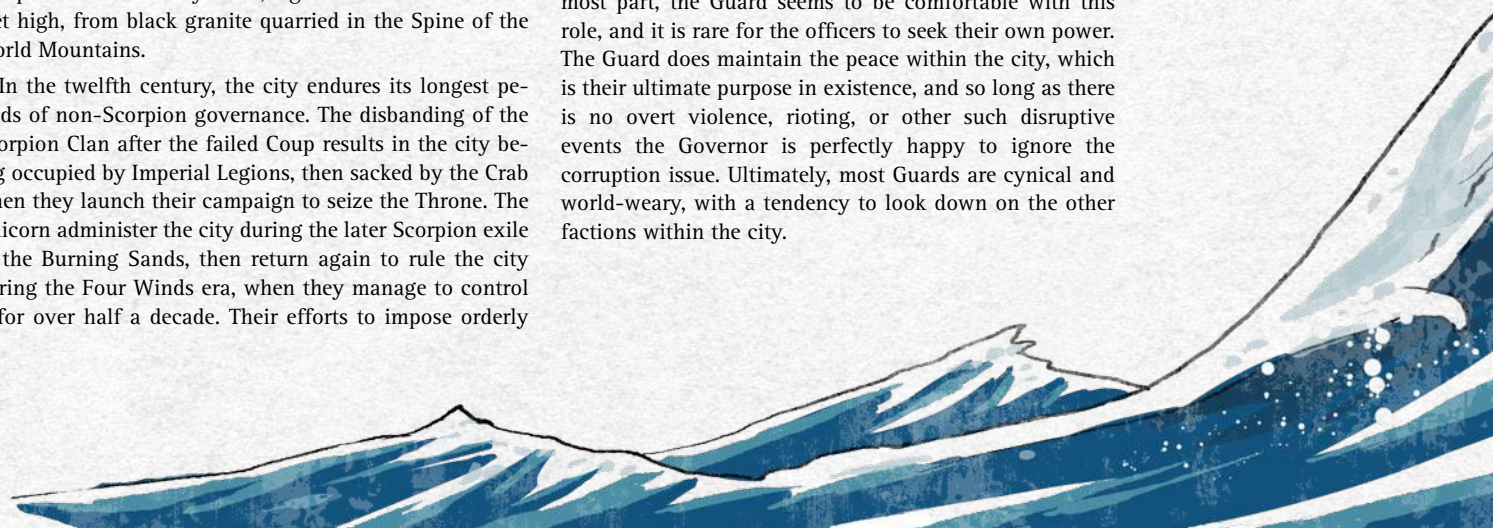 et high, from black granite quarried in the Spine of the
orld Mountains.
In the twelfth century, the city endures its longest pe-
ds of non-Scorpion governance. The disbanding of the
orpion Clan after the failed Coup results in the city be-
g occupied by Imperial Legions, then sacked by the Crab
hen they launch their campaign to seize the Throne. The
icorn administer the city during the later Scorpion exile
the Burning Sands, then return again to rule the city
ring the Four Winds era, when they manage to control
for over half a decade. Their efforts to impose orderly
most part, the Guard seems to be comfortable with this
role, and it is rare for the officers to seek their own power.
The Guard does maintain the peace within the city, which
is their ultimate purpose in existence, and so long as there
is no overt violence, rioting, or other such disruptive
events the Governor is perfectly happy to ignore the
corruption issue. Ultimately, most Guards are cynical and
world-weary, with a tendency to look down on the other
factions within the city.